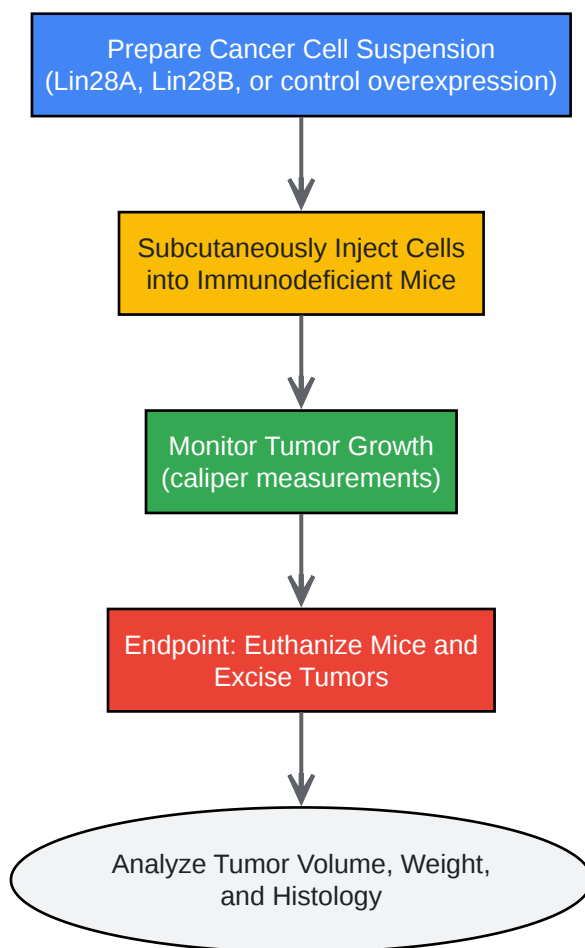 Prepare Cancer Cell Suspension
(Lin28A, Lin28B, or control overexpression)
Subcutaneously Inject Cells
into Immunodeficient Mice
Monitor Tumor Growth
(caliper measurements)
Endpoint: Euthanize Mice and
Excise Tumors
Analyze Tumor Volume, Weight,
and Histology